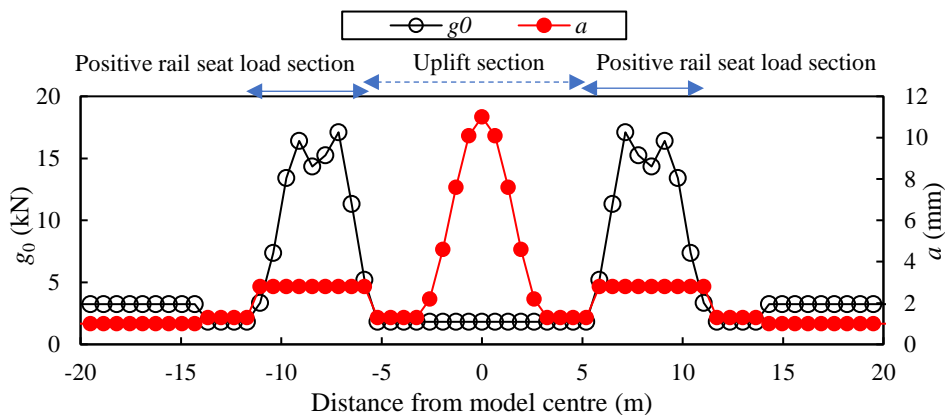 g0 a
Positive rail seat load section Uplift section Positive rail seat load section
20 12
15 10
10 8
5 6
0 4
2
0
g0 (kN)
a (mm)
-20 -15 -10 -5 0 5 10 15 20
Distance from model centre (m)